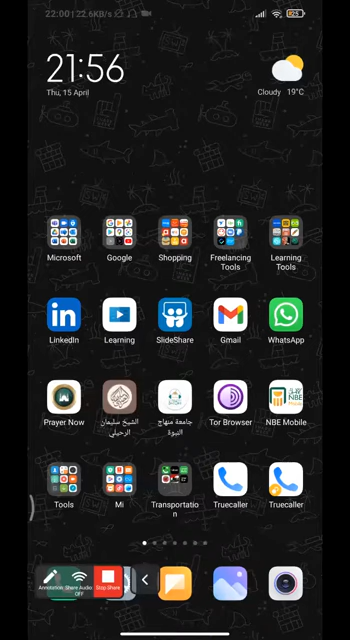 22:00 | 22.6KB/s
21:56
Thu, 15 April
Cloudy 19°C
Microsoft
Google
Shopping
Freelancing
Tools
Learning
Tools
LinkedIn
Learning
SlideShare
Gmail
WhatsApp
Prayer Now
الشيخ سليمان
الرحيلي
جامعة منهاج
النبوة
Tor Browser
NBE Mobile
Tools
Mi
Transportatio
n
Truecaller
Truecaller
Annotation
Share Audio:
OFF
Stop Share